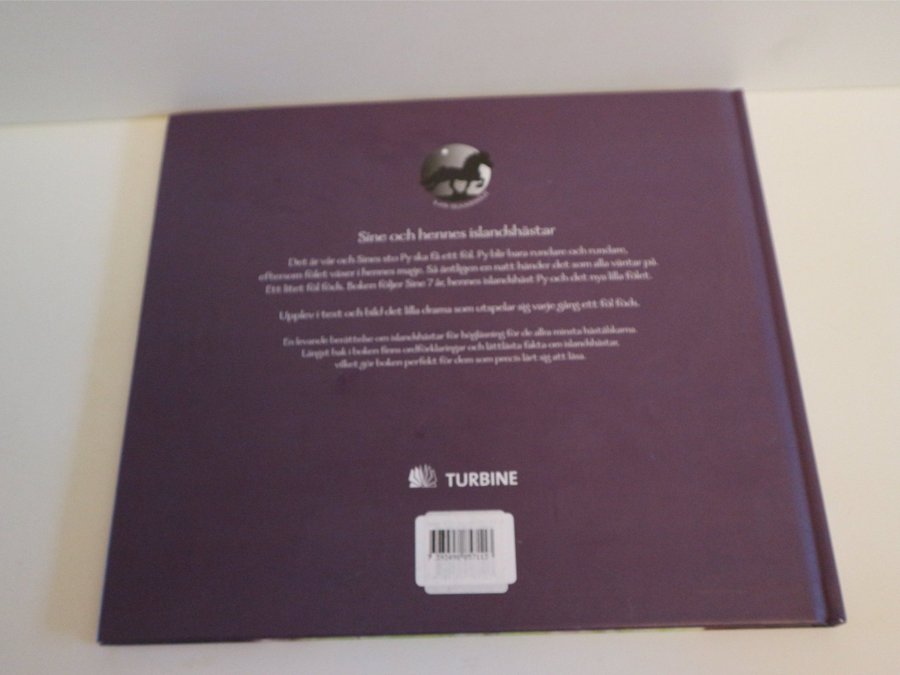 Sine och hennes islandshästar
Det är vår och Sines sto Py ska få ett föl. Py blir bara rundare och rundare,
eftersom fölet växer i hennes mage. Så äntligen en natt händer det som alla väntar på.
Ett litet föl föds. Boken följer Sine 7 år, hennes islandshäst Py och det nya lilla fölet.
Upplev i text och bild det lilla drama som utspelar sig varje gång ett föl föds.
En levande berättelse om islandshästar för högläsning för de allra minsta hästälskarna.
Längst bak i boken finns ordförklaringar och lättlästa fakta om islandshästar,
vilket gör boken perfekt för dem som precis lärt sig att läsa.
TURBINE